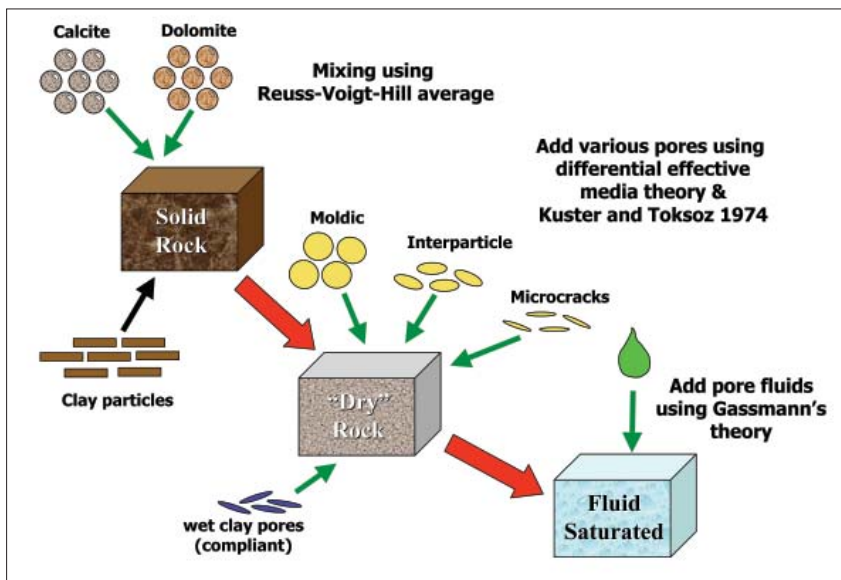 Calcite
Dolomite
Mixing using
Reuss-Voigt-Hill average
Add various pores using
differential effective
media theory &
Kuster and Toksoz 1974
Solid
Rock
Moldic
Interparticle
Microcracks
Clay particles
"Dry"
Rock
Add pore fluids
using Gassmann's
theory
wet clay pores
(compliant)
Fluid
Saturated